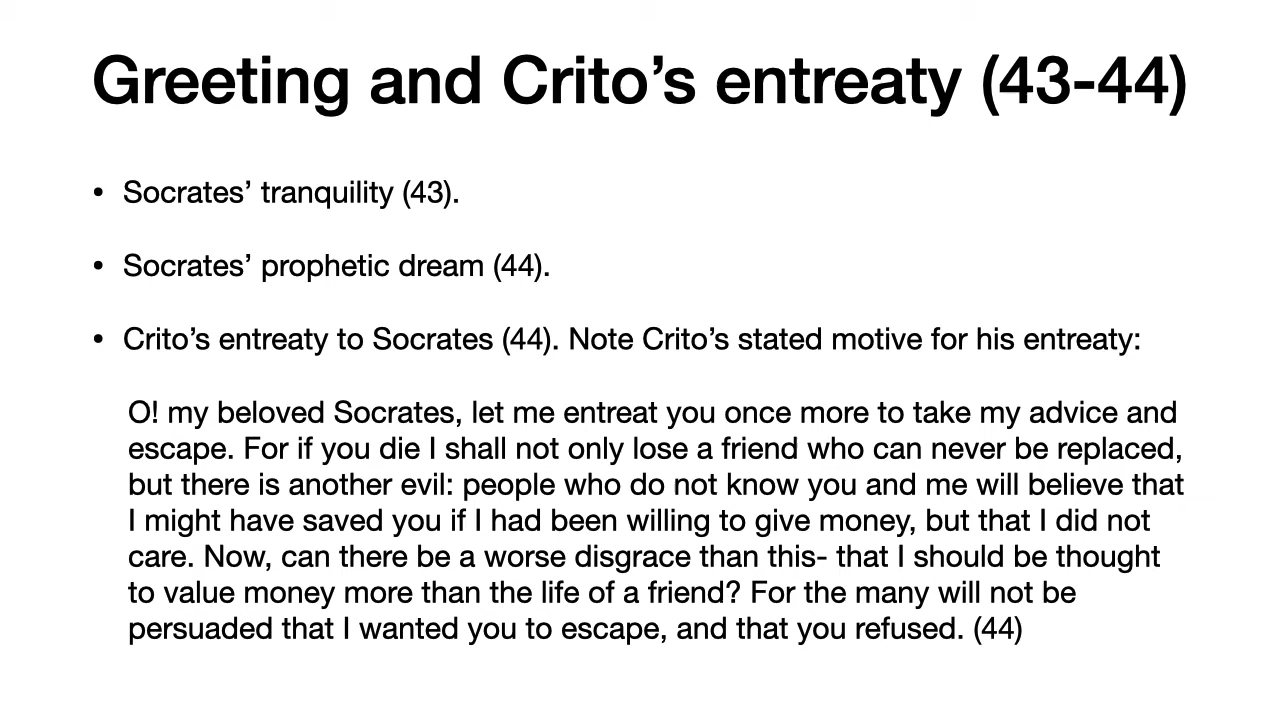 Greeting and Crito’s entreaty (43-44)
• Socrates’ tranquility (43).
• Socrates’ prophetic dream (44).
• Crito’s entreaty to Socrates (44). Note Crito’s stated motive for his entreaty:
O! my beloved Socrates, let me entreat you once more to take my advice and
escape. For if you die I shall not only lose a friend who can never be replaced,
but there is another evil: people who do not know you and me will believe that
I might have saved you if I had been willing to give money, but that I did not
care. Now, can there be a worse disgrace than this- that I should be thought
to value money more than the life of a friend? For the many will not be
persuaded that I wanted you to escape, and that you refused. (44)